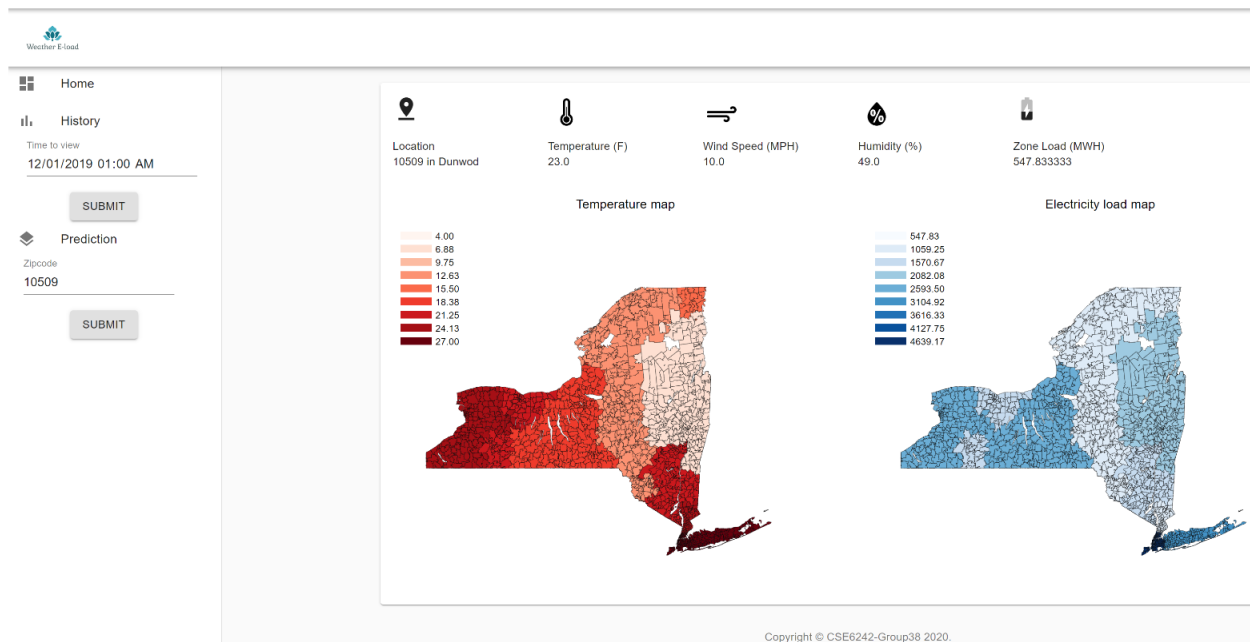 Weather E-load
Home
History
Time to view
12/01/2019 01:00 AM
SUBMIT
Prediction
Zipcode
10509
SUBMIT
Location
10509 in Dunwod
Temperature (F)
23.0
Wind Speed (MPH)
10.0
Humidity (%)
49.0
Zone Load (MWH)
547.833333
Temperature map
4.00
6.88
9.75
12.63
15.50
18.38
21.25
24.13
27.00
Electricity load map
547.83
1059.25
1570.67
2082.08
2593.50
3104.92
3616.33
4127.75
4639.17
Copyright © CSE6242-Group38 2020.